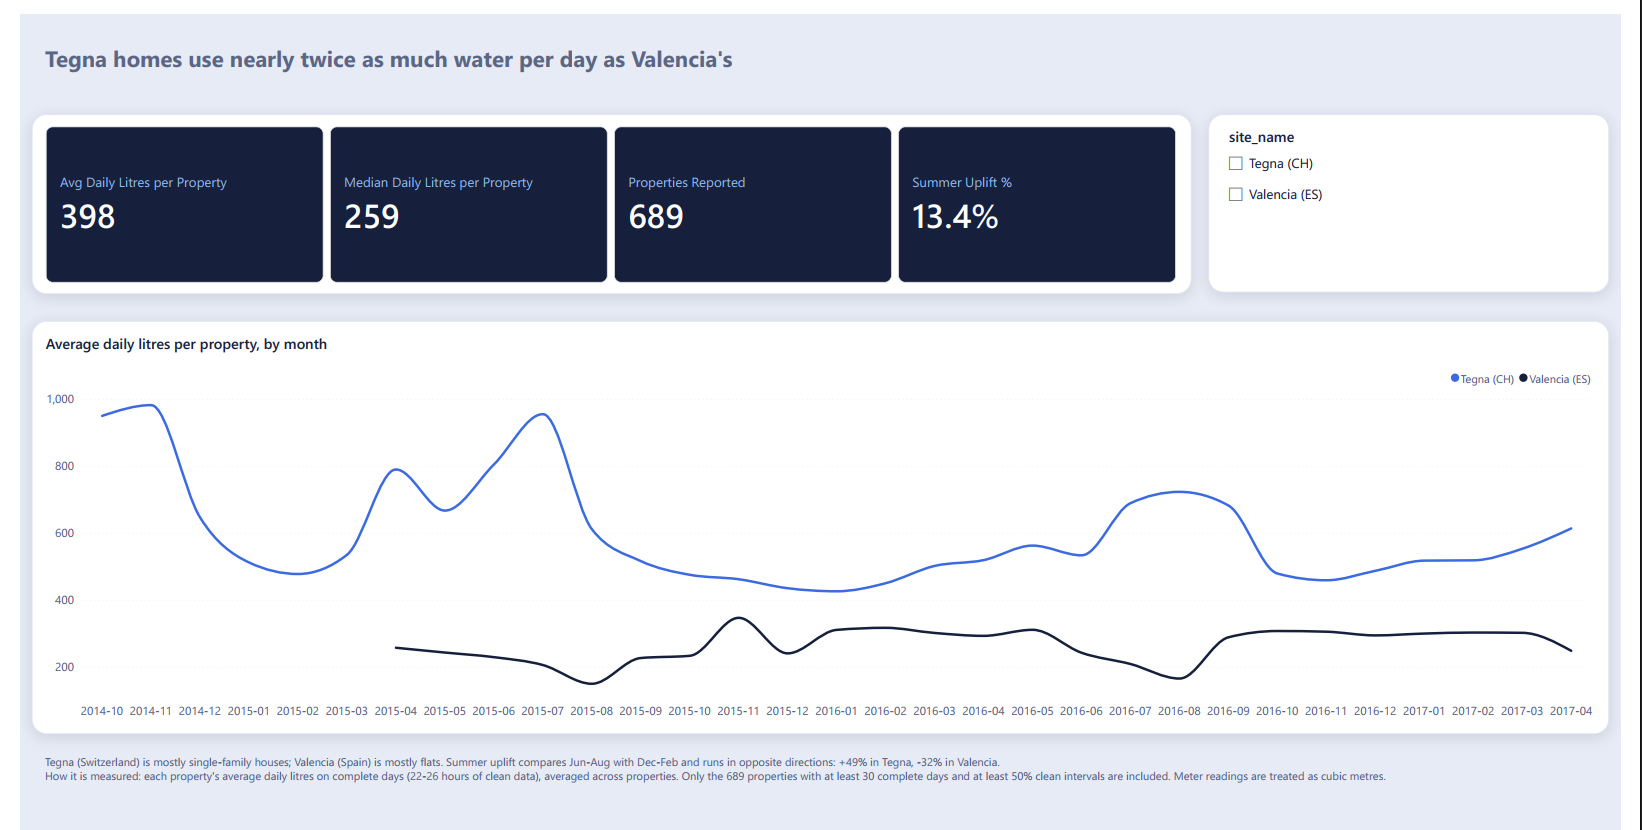 Tegna homes use nearly twice as much water per day as Valencia's
Avg Daily Litres per Property
398
Median Daily Litres per Property
259
Properties Reported
689
Summer Uplift %
13.4%
site_name
Tegna (CH)
Valencia (ES)
Average daily litres per property, by month
Tegna (CH) Valencia (ES)
1,000
800
600
400
200
2014-10 2014-11 2014-12 2015-01 2015-02 2015-03 2015-04 2015-05 2015-06 2015-07 2015-08 2015-09 2015-10 2015-11 2015-12 2016-01 2016-02 2016-03 2016-04 2016-05 2016-06 2016-07 2016-08 2016-09 2016-10 2016-11 2016-12 2017-01 2017-02 2017-03 2017-04
Tegna (Switzerland) is mostly single-family houses; Valencia (Spain) is mostly flats. Summer uplift compares Jun-Aug with Dec-Feb and runs in opposite directions: +49% in Tegna, -32% in Valencia.
How it is measured: each property's average daily litres on complete days (22-26 hours of clean data), averaged across properties. Only the 689 properties with at least 30 complete days and at least 50% clean intervals are included. Meter readings are treated as cubic metres.